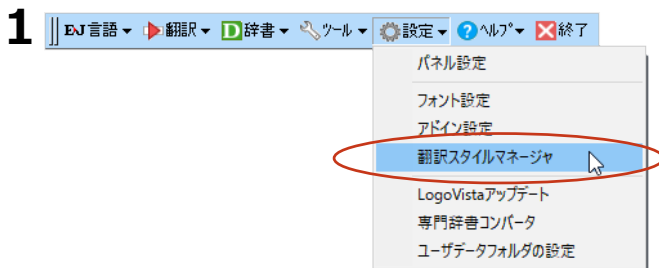 1
EJ 言語 翻訳 D 辞書 ツール 設定 ? ヘルプ 終了
パネル設定
フォント設定
アドイン設定
翻訳スタイルマネージャ
LogoVistaアップデート
専門辞書コンバータ
ユーザデータフォルダの設定